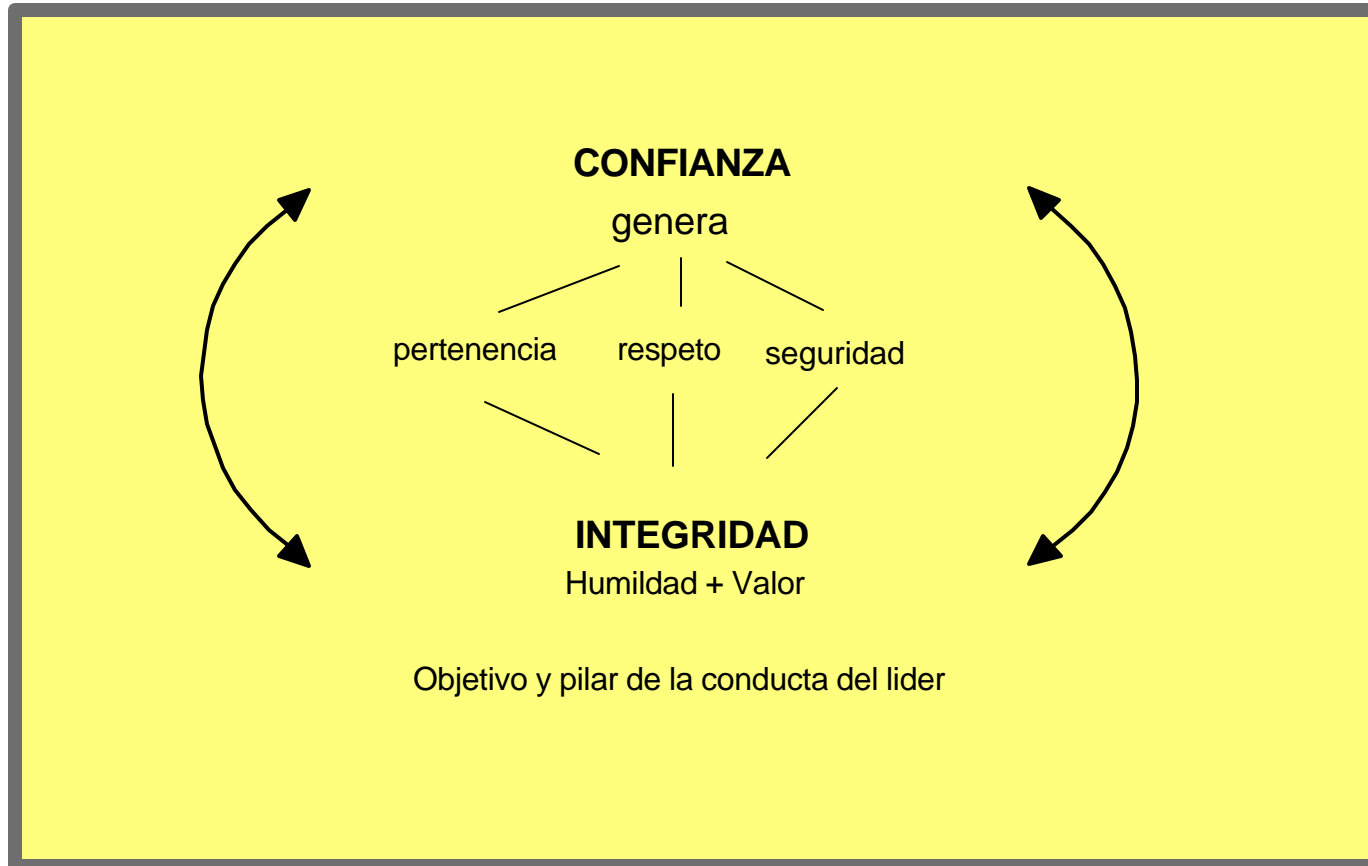 CONFIANZA
genera
pertenencia respeto seguridad
INTEGRIDAD
Humildad + Valor
Objetivo y pilar de la conducta del lider